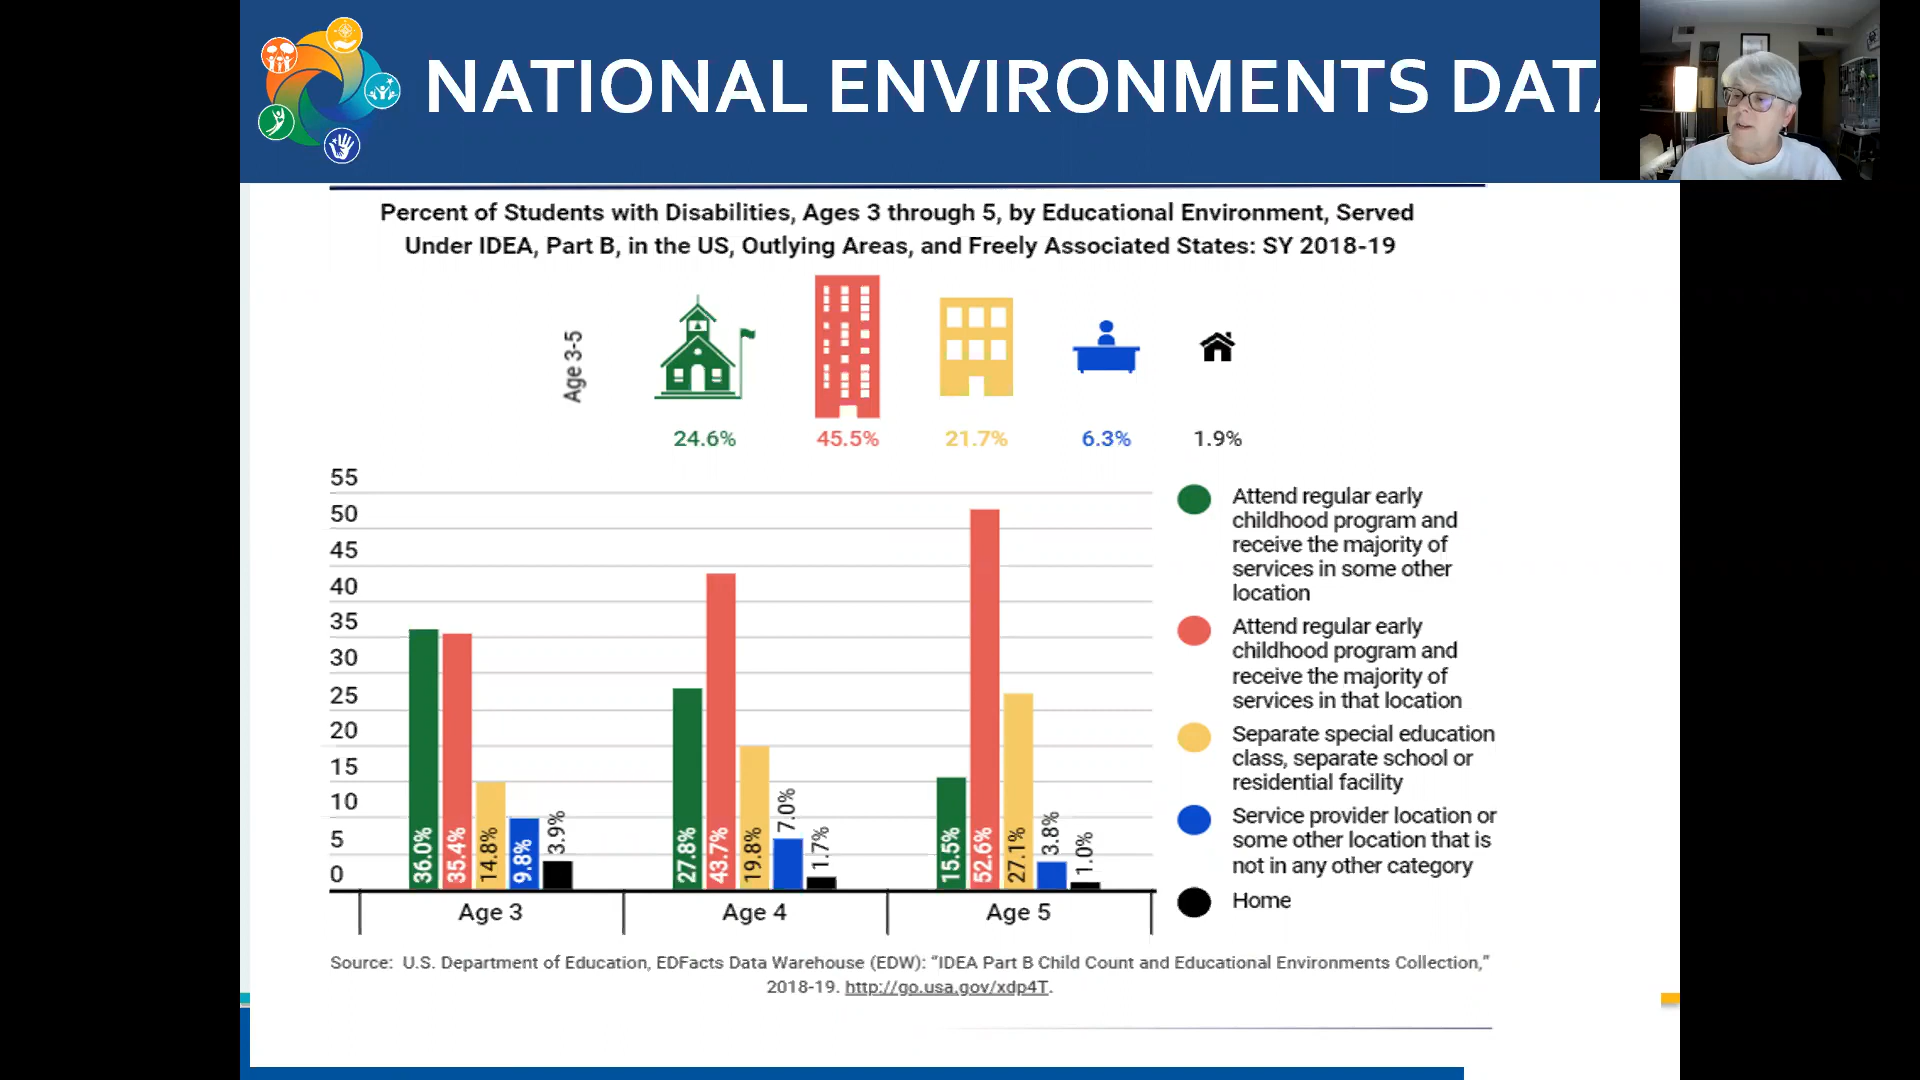 NATIONAL ENVIRONMENTS DATA
Percent of Students with Disabilities, Ages 3 through 5, by Educational Environment, Served
Under IDEA, Part B, in the US, Outlying Areas, and Freely Associated States: SY 2018-19
Age 3-5
24.6%
45.5%
21.7%
6.3%
1.9%
55
50
45
40
35
30
25
20
15
10
5
0
36.0%
35.4%
14.8%
9.8%
3.9%
27.8%
43.7%
19.8%
7.0%
1.7%
15.5%
52.6%
27.1%
3.8%
1.0%
Age 3
Age 4
Age 5
Attend regular early
childhood program and
receive the majority of
services in some other
location
Attend regular early
childhood program and
receive the majority of
services in that location
Separate special education
class, separate school or
residential facility
Service provider location or
some other location that is
not in any other category
Home
Source: U.S. Department of Education, EDFacts Data Warehouse (EDW): “IDEA Part B Child Count and Educational Environments Collection,”
2018-19. http://go.usa.gov/xdp4T.